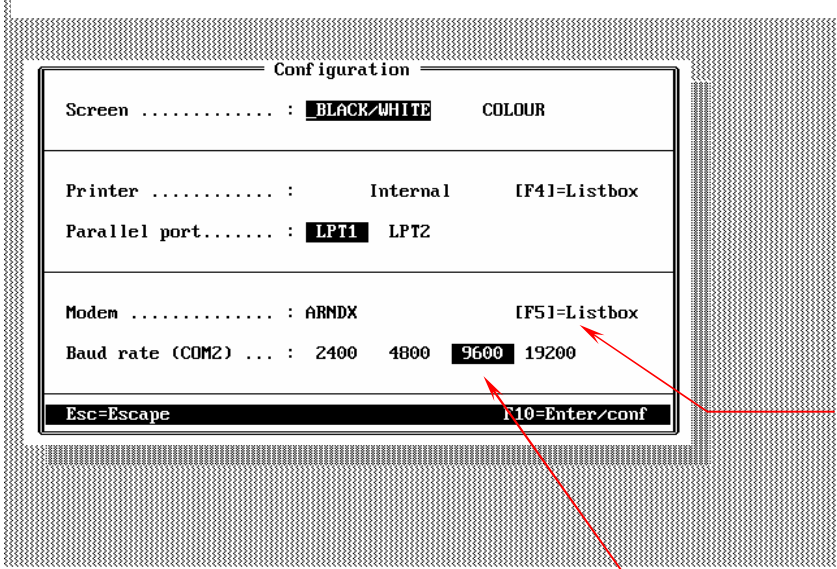 Configuration
Screen ............. : _BLACK/WHITE COLOUR
Printer ............ : Internal [F4]=Listbox
Parallel port....... : LPT1 LPT2
Modem .............. : ARNDX [F5]=Listbox
Baud rate (COM2) ... : 2400 4800 9600 19200
Esc=Escape F10=Enter/conf